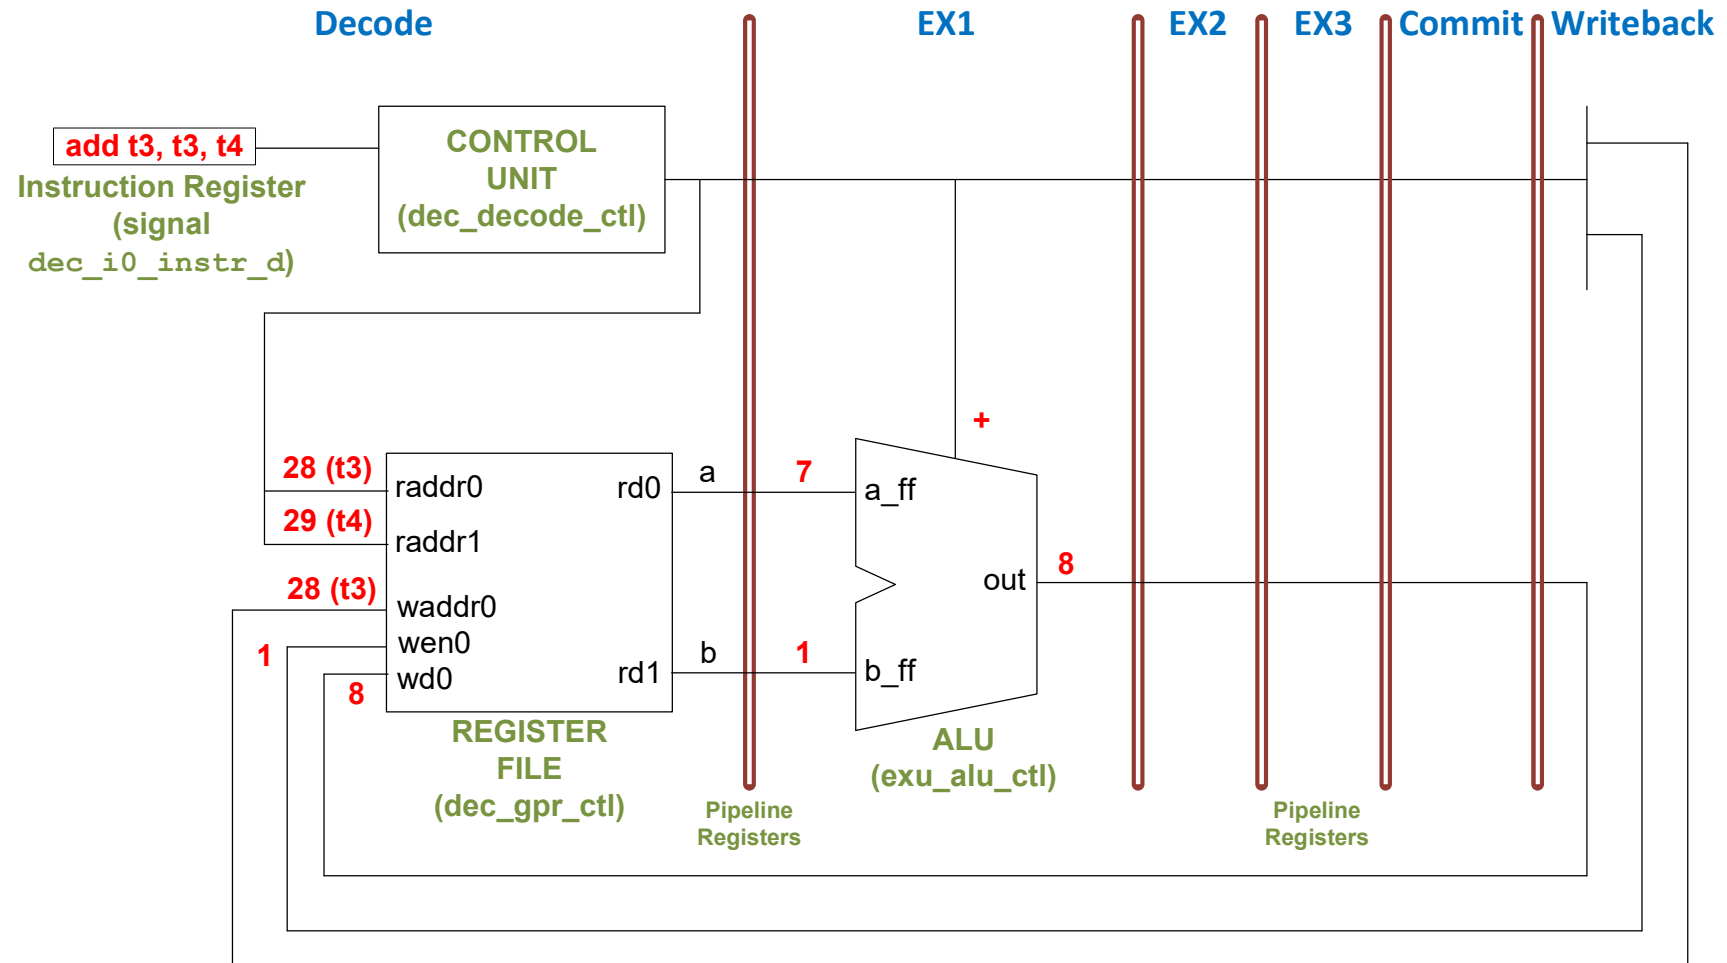 Decode
EX1
EX2
EX3
Commit
Writeback
add t3, t3, t4
Instruction Register
(signal
dec_i0_instr_d)
CONTROL
UNIT
(dec_decode_ctl)
+
28 (t3)
raddr0
29 (t4)
raddr1
28 (t3)
waddr0
1
wen0
8
wd0
rd0
a
7
a_ff
rd1
b
1
b_ff
out
8
REGISTER
FILE
(dec_gpr_ctl)
ALU
(exu_alu_ctl)
Pipeline
Registers
Pipeline
Registers